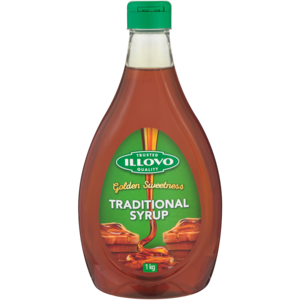 TRUSTED
ILLOVO
QUALITY
Golden Sweetness
TRADITIONAL
SYRUP
1 kg